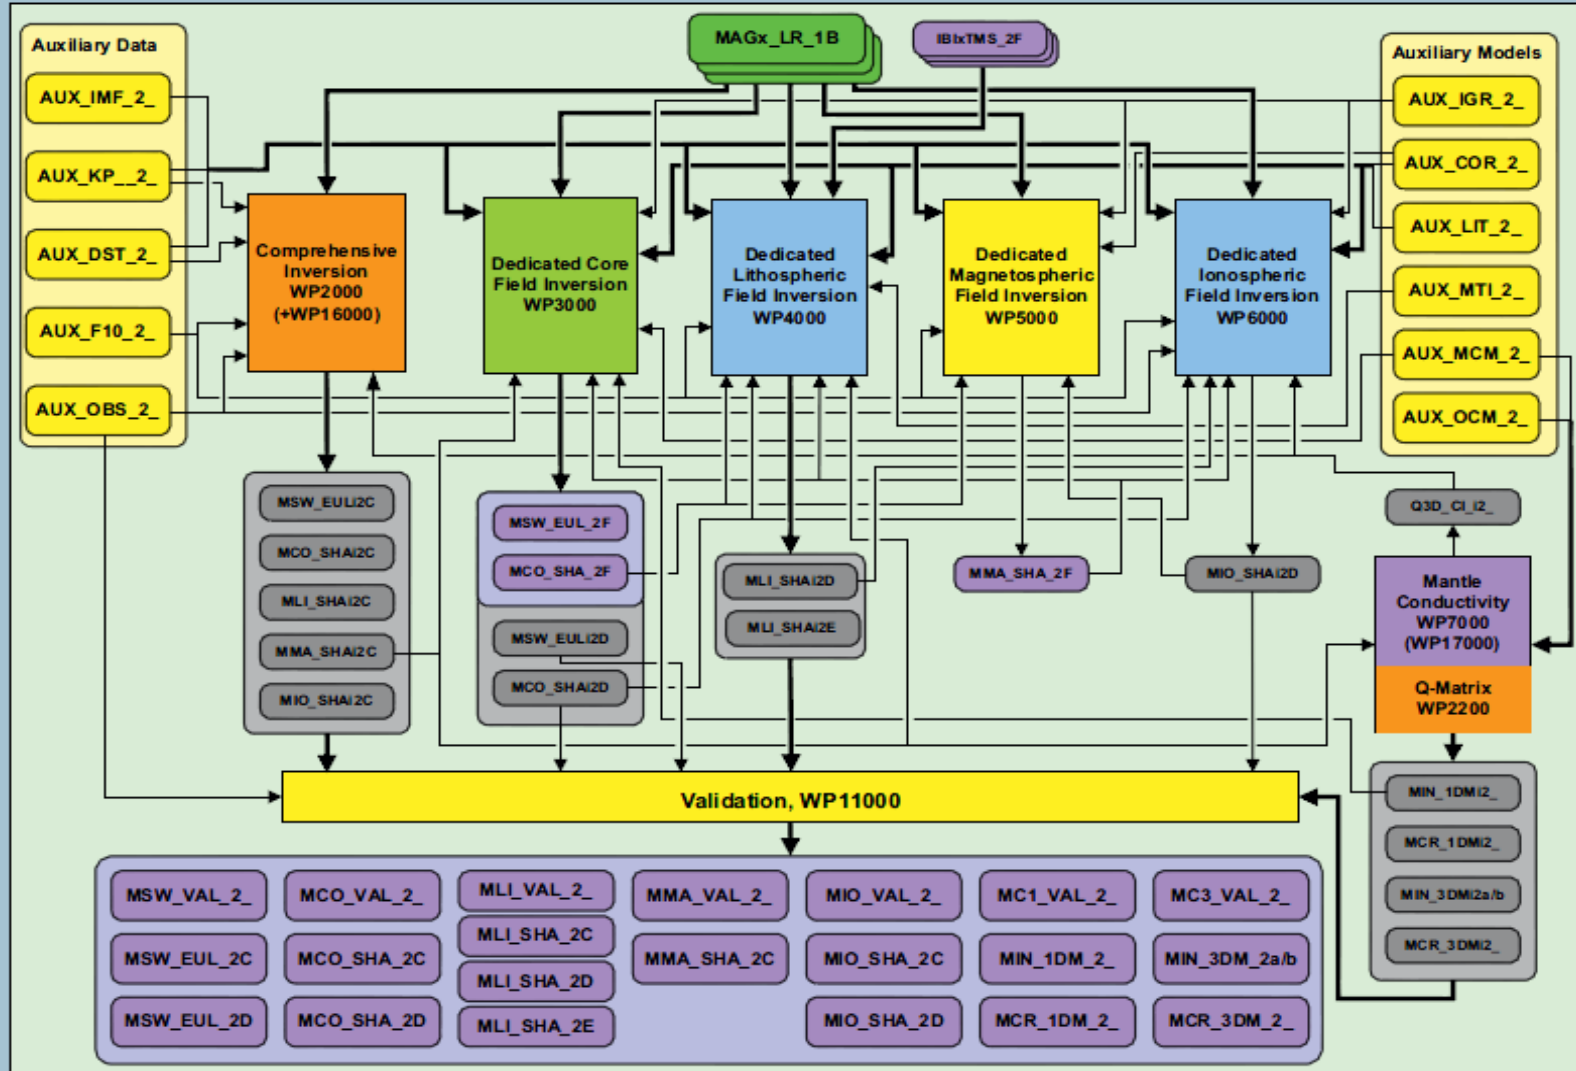 MAGx_LR_1B
IBIxTMS_2F
Auxiliary Data
AUX_IMF_2_
AUX_KP__2_
AUX_DST_2_
AUX_F10_2_
AUX_OBS_2_
Auxiliary Models
AUX_IGR_2_
AUX_COR_2_
AUX_LIT_2_
AUX_MTI_2_
AUX_MCM_2_
AUX_OCM_2_
Comprehensive
Inversion
WP2000
(+WP16000)
Dedicated Core
Field Inversion
WP3000
Dedicated
Lithospheric
Field Inversion
WP4000
Dedicated
Magnetospheric
Field Inversion
WP5000
Dedicated
Ionospheric
Field Inversion
WP6000
MSW_EULi2C
MCO_SHAi2C
MLI_SHAi2C
MMA_SHAi2C
MIO_SHAi2C
MSW_EUL_2F
MCO_SHA_2F
MSW_EULi2D
MCO_SHAi2D
MLI_SHAi2D
MLI_SHAi2E
MMA_SHA_2F
MIO_SHAi2D
Q3D_CI_i2_
Mantle
Conductivity
WP7000
(WP17000)
Q-Matrix
WP2200
MIN_1DMi2_
MCR_1DMi2_
MIN_3DMi2a/b
MCR_3DMi2_
Validation, WP11000
MSW_VAL_2_
MSW_EUL_2C
MSW_EUL_2D
MCO_VAL_2_
MCO_SHA_2C
MCO_SHA_2D
MLI_VAL_2_
MLI_SHA_2C
MLI_SHA_2D
MLI_SHA_2E
MMA_VAL_2_
MMA_SHA_2C
MIO_VAL_2_
MIO_SHA_2C
MIO_SHA_2D
MC1_VAL_2_
MIN_1DM_2_
MCR_1DM_2_
MC3_VAL_2_
MIN_3DM_2a/b
MCR_3DM_2_